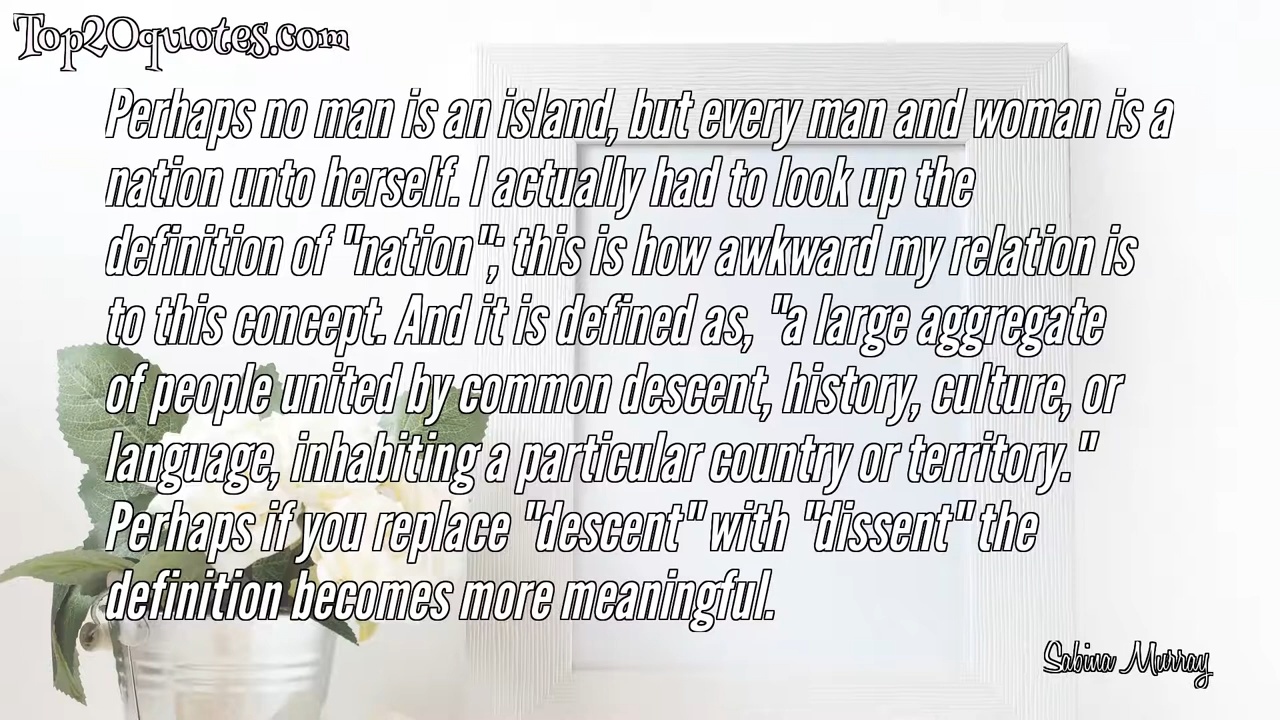 Top20quotes.com
Perhaps no man is an island, but every man and woman is a
nation unto herself. I actually had to look up the
definition of "nation"; this is how awkward my relation is
to this concept. And it is defined as, "a large aggregate
of people united by common descent, history, culture, or
language, inhabiting a particular country or territory."
Perhaps if you replace "descent" with "dissent" the
definition becomes more meaningful.
Sabina Murray